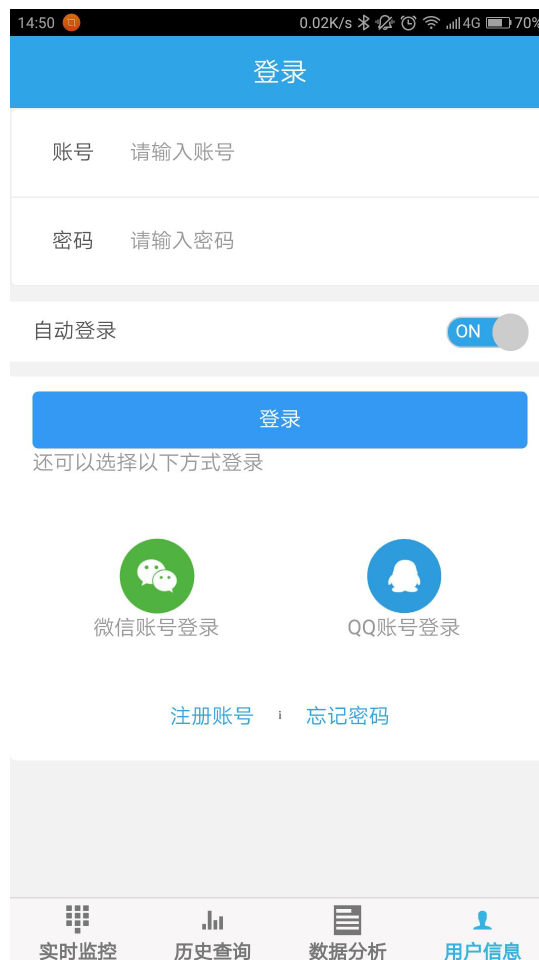 14:50 0.02K/s 4G 70%
登录
账号 请输入账号
密码 请输入密码
自动登录 ON
登录
还可以选择以下方式登录
微信账号登录 QQ账号登录
注册账号 i 忘记密码
实时监控 历史查询 数据分析 用户信息